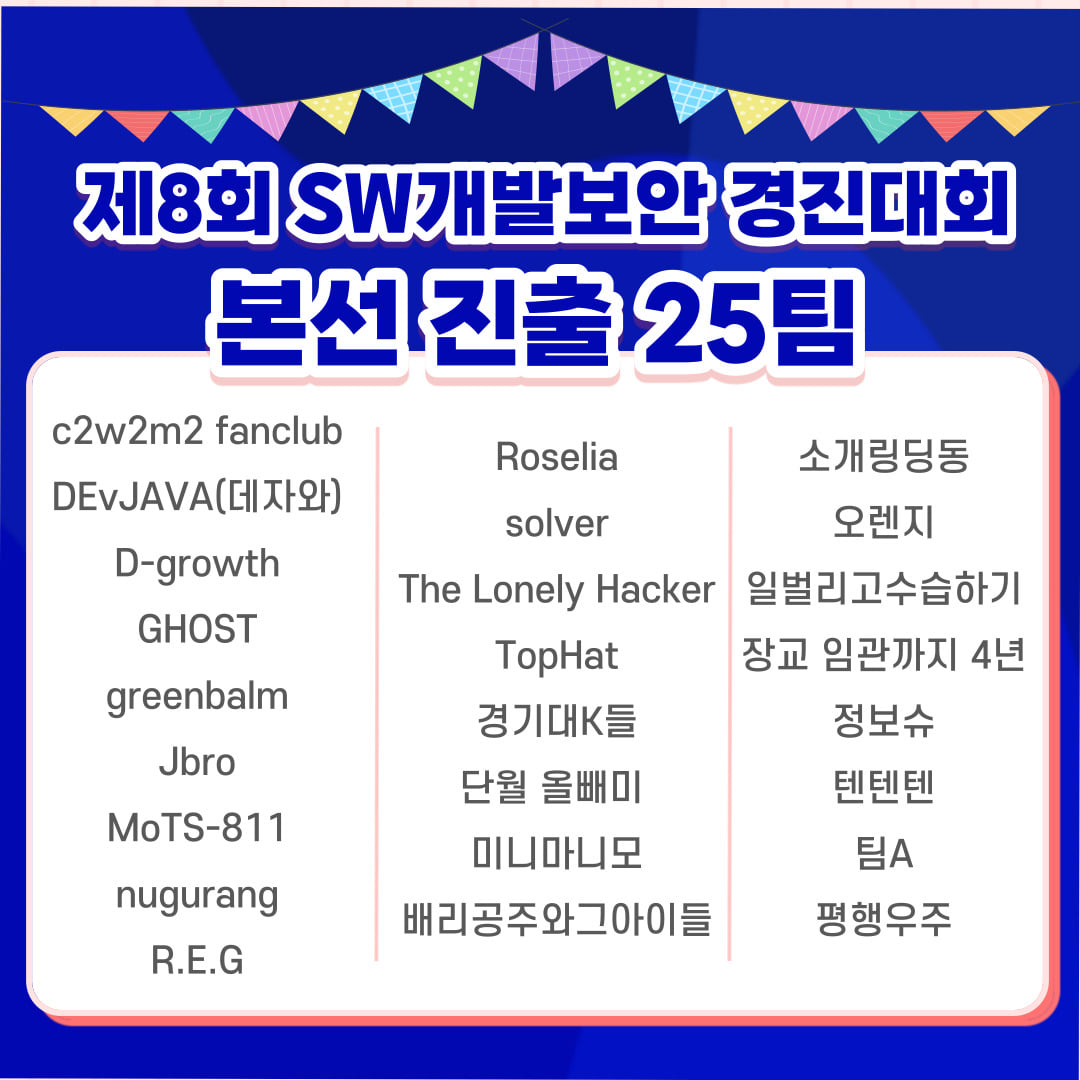 제8회 SW개발보안 경진대회
본선 진출 25팀
c2w2m2 fanclub
DEvJAVA(데자와)
D-growth
GHOST
greenbalm
Jbro
MoTS-811
nugurang
R.E.G
Roselia
solver
The Lonely Hacker
TopHat
경기대K들
단월 올빼미
미니마니모
배리공주와그아이들
소개링딩동
오렌지
일벌리고수습하기
장교 임관까지 4년
정보슈
텐텐텐
팀A
평행우주